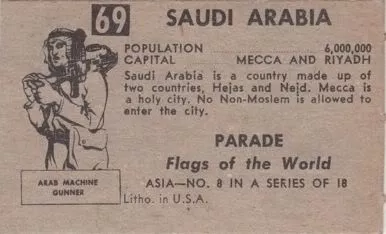 69
SAUDI ARABIA
POPULATION 6,000,000
CAPITAL MECCA AND RIYADH
Saudi Arabia is a country made up of
two countries, Hejas and Nejd. Mecca is
a holy city. No Non-Moslem is allowed to
enter the city.
PARADE
Flags of the World
ARAB MACHINE
GUNNER
ASIA—NO. 8 IN A SERIES OF 18
Litho. in U.S.A.